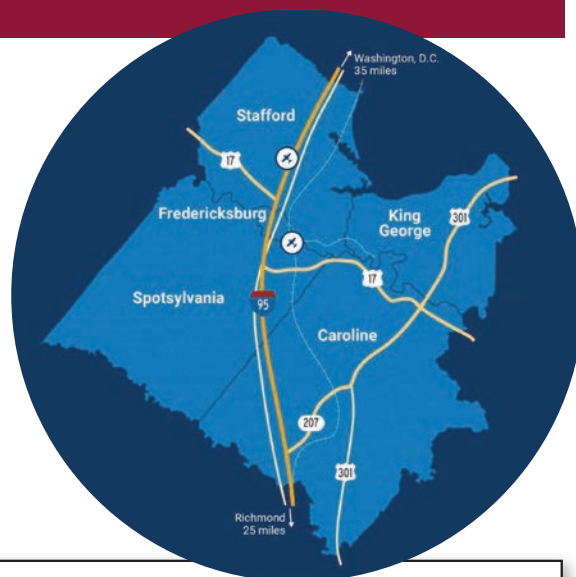 Washington, D.C.
35 miles
Stafford
17
Fredericksburg
King
George
301
17
Spotsylvania
95
Caroline
207
301
Richmond
25 miles